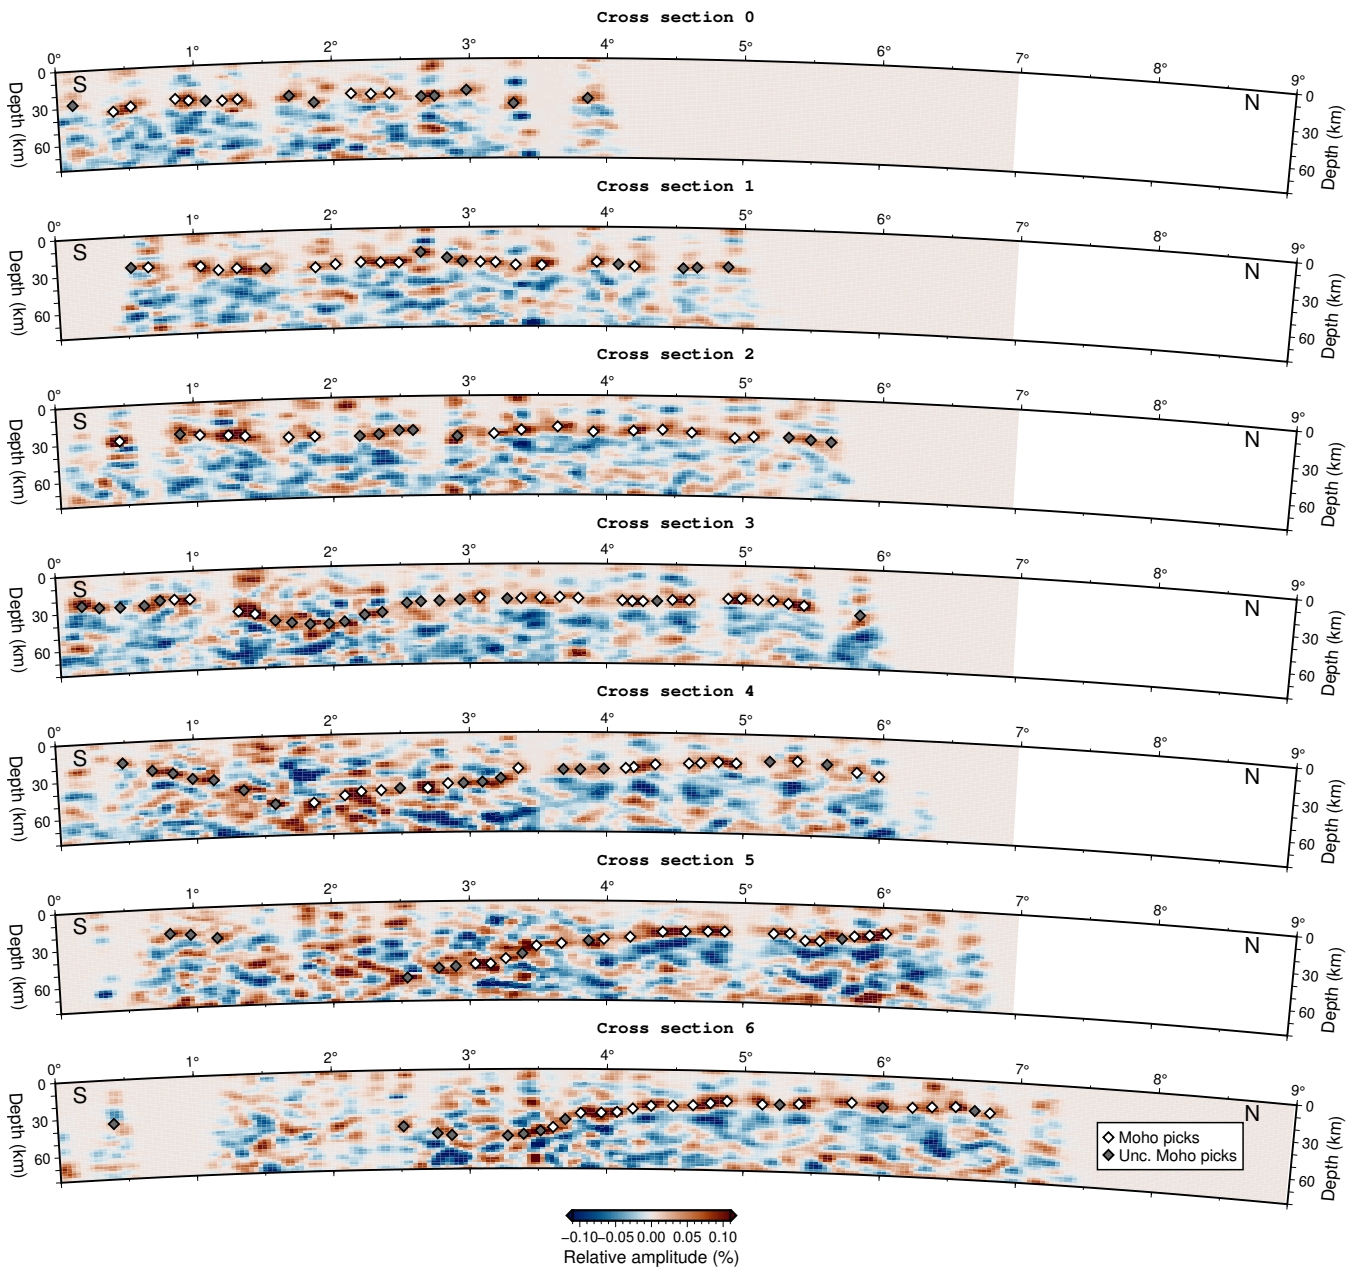 Cross section 0
0° 1° 2° 3° 4° 5° 6° 7° 8° 9°
S N
0 30 60
Depth (km)
0 30 60
Depth (km)
Cross section 1
0° 1° 2° 3° 4° 5° 6° 7° 8° 9°
S N
0 30 60
Depth (km)
0 30 60
Depth (km)
Cross section 2
0° 1° 2° 3° 4° 5° 6° 7° 8° 9°
S N
0 30 60
Depth (km)
0 30 60
Depth (km)
Cross section 3
0° 1° 2° 3° 4° 5° 6° 7° 8° 9°
S N
0 30 60
Depth (km)
0 30 60
Depth (km)
Cross section 4
0° 1° 2° 3° 4° 5° 6° 7° 8° 9°
S N
0 30 60
Depth (km)
0 30 60
Depth (km)
Cross section 5
0° 1° 2° 3° 4° 5° 6° 7° 8° 9°
S N
0 30 60
Depth (km)
0 30 60
Depth (km)
Cross section 6
0° 1° 2° 3° 4° 5° 6° 7° 8° 9°
S N
0 30 60
Depth (km)
0 30 60
Depth (km)
Moho picks
Unc. Moho picks
−0.10 −0.05 0.00 0.05 0.10
Relative amplitude (%)